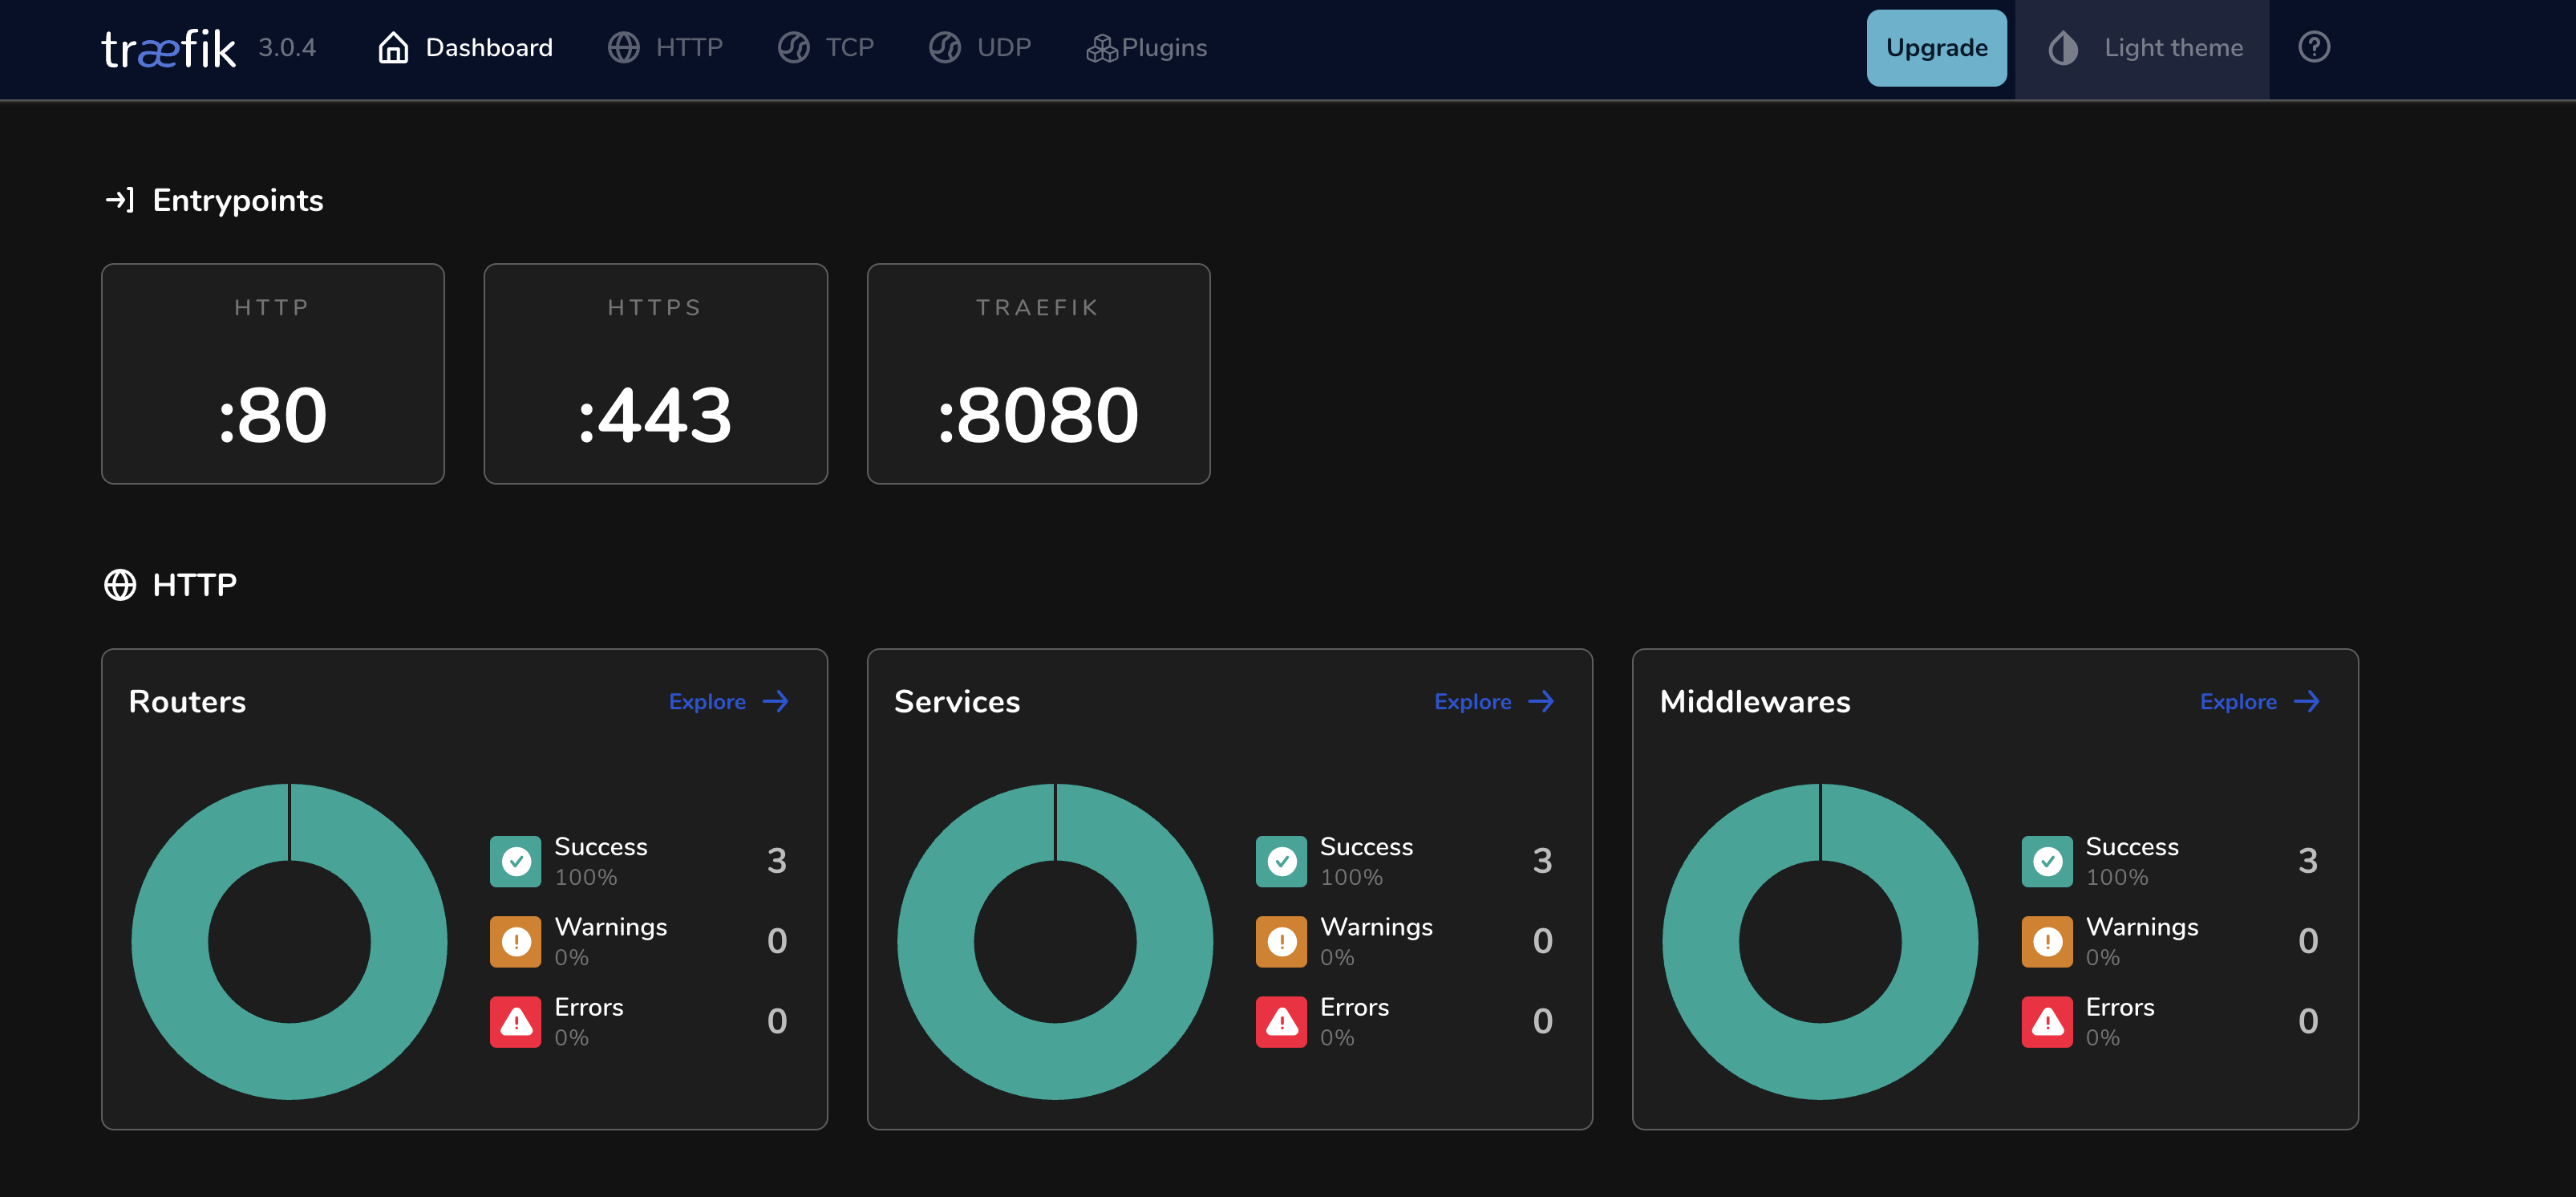 træfik 3.0.4 Dashboard HTTP TCP UDP Plugins Upgrade Light theme
Entrypoints
HTTP HTTPS TRAEFIK
:80 :443 :8080
HTTP
Routers Explore
Success 3
100%
Warnings 0
0%
Errors 0
0%
Services Explore
Success 3
100%
Warnings 0
0%
Errors 0
0%
Middlewares Explore
Success 3
100%
Warnings 0
0%
Errors 0
0%